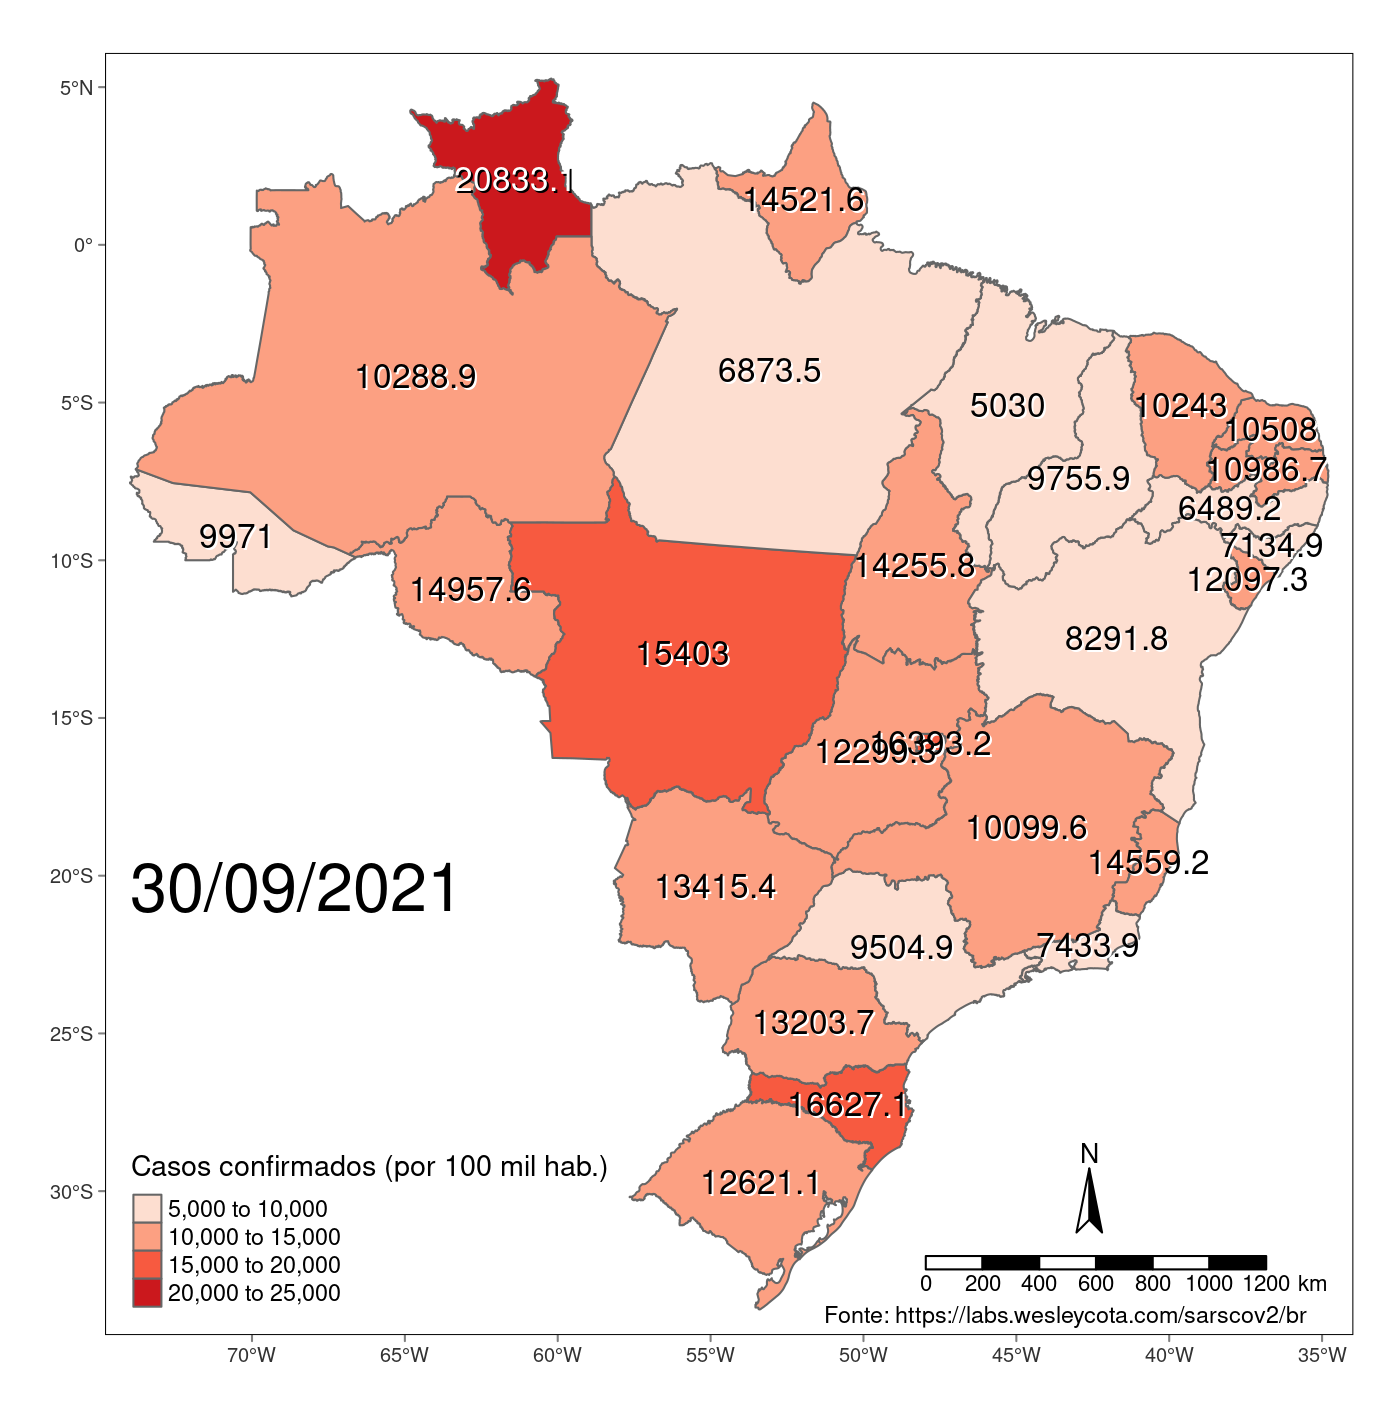 5°N
0°
5°S
10°S
15°S
20°S
25°S
30°S
20833.1
14521.6
10288.9
6873.5
5030
10243
10508
9755.9
10986.7
6489.2
9971
7134.9
14957.6
14255.8
12097.3
15403
8291.8
16393.2
12299.3
10099.6
14559.2
13415.4
30/09/2021
9504.9
7433.9
13203.7
16627.1
12621.1
Casos confirmados (por 100 mil hab.)
5,000 to 10,000
10,000 to 15,000
15,000 to 20,000
20,000 to 25,000
N
0 200 400 600 800 1000 1200 km
Fonte: https://labs.wesleycota.com/sarscov2/br
70°W 65°W 60°W 55°W 50°W 45°W 40°W 35°W